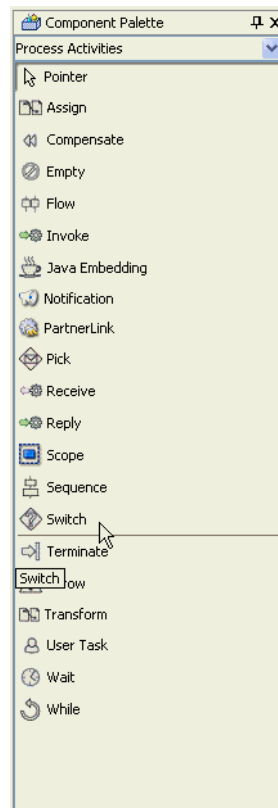 Component Palette
Process Activities
Pointer
Assign
Compensate
Empty
Flow
Invoke
Java Embedding
Notification
PartnerLink
Pick
Receive
Reply
Scope
Sequence
Switch
Terminate
Switch
Transform
User Task
Wait
While